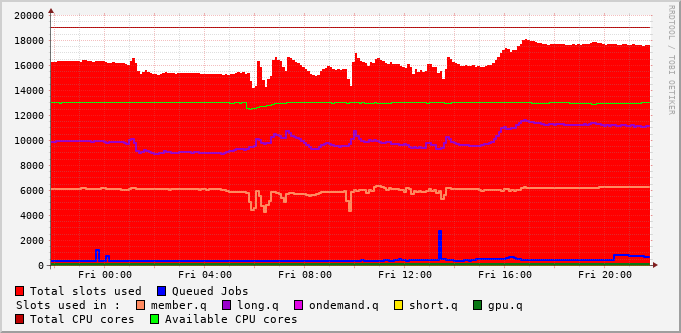 RRDTOOL / TOBI OETIKER
20000
18000
16000
14000
12000
10000
8000
6000
4000
2000
0
Fri 00:00 Fri 04:00 Fri 08:00 Fri 12:00 Fri 16:00 Fri 20:00
Total slots used Queued Jobs
Slots used in : member.q long.q ondemand.q short.q gpu.q
Total CPU cores Available CPU cores